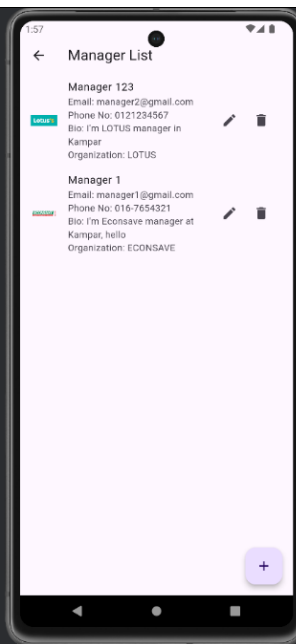 1:57
Manager List
Manager 123
Email: manager2@gmail.com
Phone No: 0121234567
Bio: I'm LOTUS manager in
Kampar
Organization: LOTUS
Lotus's
Manager 1
Email: manager1@gmail.com
Phone No: 016-7654321
Bio: I'm Econsave manager at
Kampar, hello
Organization: ECONSAVE
+